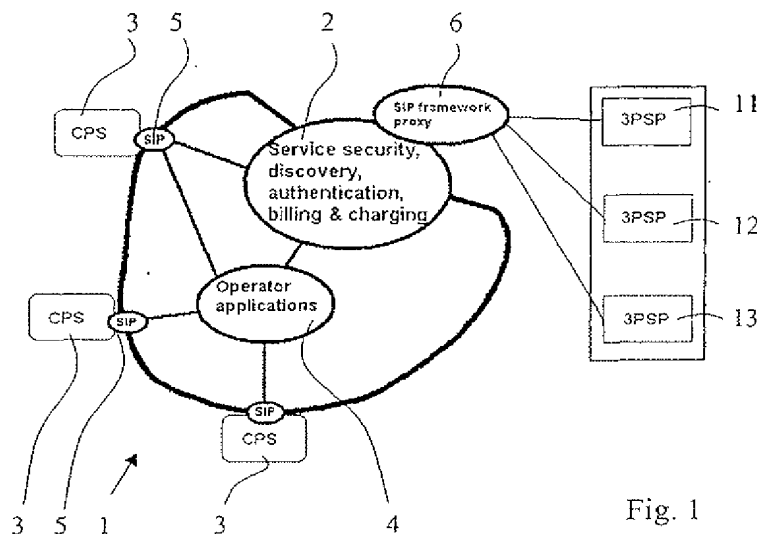 3 5 2 6
CPS
SIP
SIP framework
proxy
3PSP
11
Service security,
discovery,
authentication,
billing & charging
3PSP
12
Operator
applications
CPS
SIP
3PSP
13
SIP
CPS
3 5 1 3 4
Fig. 1